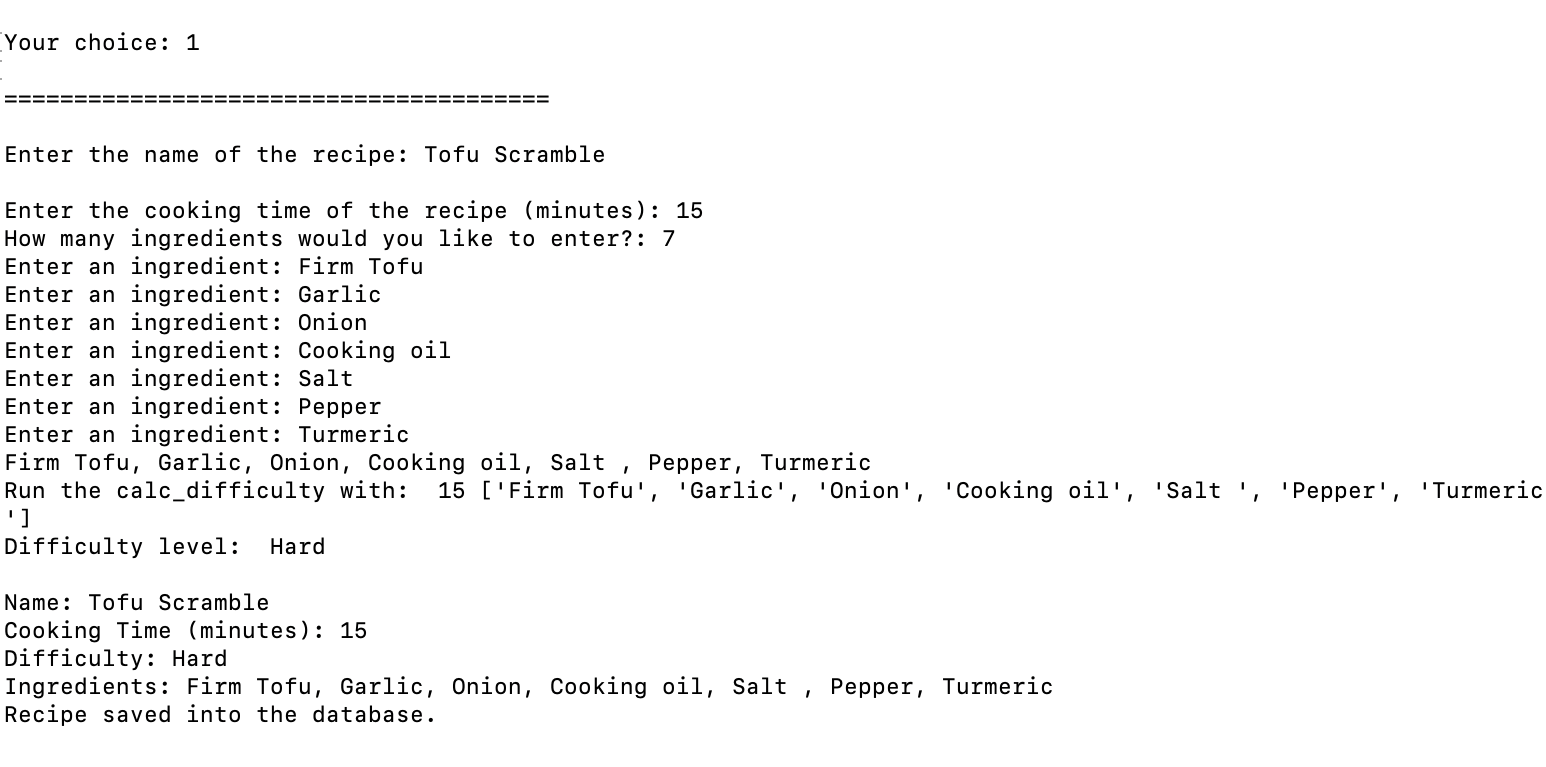 Your choice: 1
=======================================
Enter the name of the recipe: Tofu Scramble
Enter the cooking time of the recipe (minutes): 15
How many ingredients would you like to enter?: 7
Enter an ingredient: Firm Tofu
Enter an ingredient: Garlic
Enter an ingredient: Onion
Enter an ingredient: Cooking oil
Enter an ingredient: Salt
Enter an ingredient: Pepper
Enter an ingredient: Turmeric
Firm Tofu, Garlic, Onion, Cooking oil, Salt , Pepper, Turmeric
Run the calc_difficulty with:  15 ['Firm Tofu', 'Garlic', 'Onion', 'Cooking oil', 'Salt ', 'Pepper', 'Turmeric
']
Difficulty level:  Hard
Name: Tofu Scramble
Cooking Time (minutes): 15
Difficulty: Hard
Ingredients: Firm Tofu, Garlic, Onion, Cooking oil, Salt , Pepper, Turmeric
Recipe saved into the database.